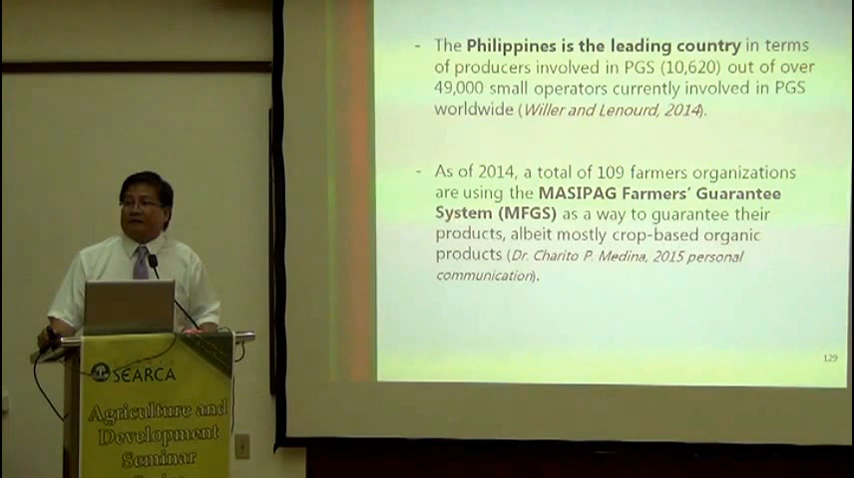 - The Philippines is the leading country in terms
of producers involved in PGS (10,620) out of over
49,000 small operators currently involved in PGS
worldwide (Willer and Lenourd, 2014).
- As of 2014, a total of 109 farmers organizations
are using the MASIPAG Farmers' Guarantee
System (MFGS) as a way to guarantee their
products, albeit mostly crop-based organic
products (Dr. Charito P. Medina, 2015 personal
communication).
129
SEARCA
Agriculture and
Development
Seminar